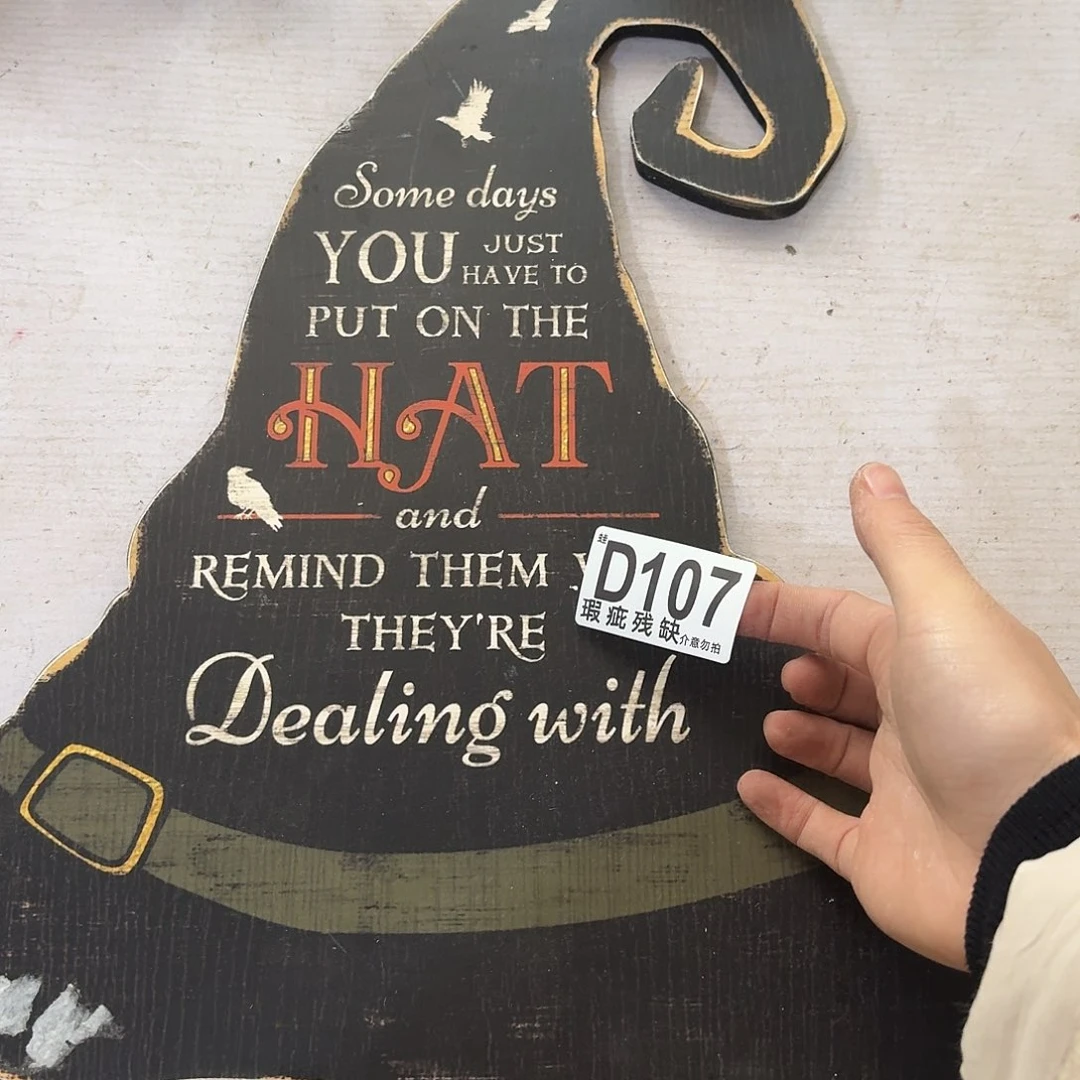 Some days
YOU JUST
HAVE TO
PUT ON THE
HAT
and
REMIND THEM
THEY'RE
Dealing with
D107
瑕疵残缺介意勿拍